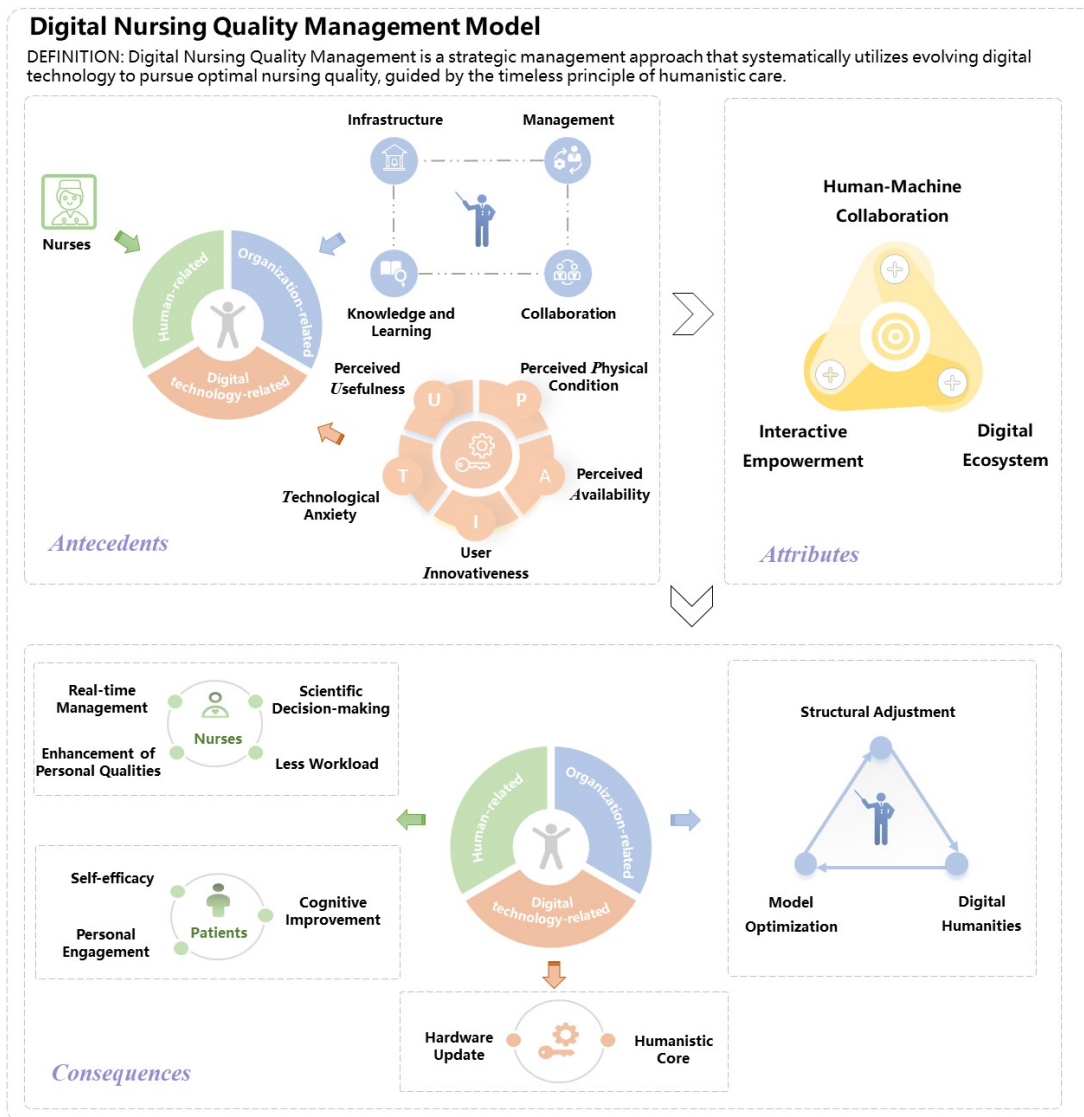 Digital Nursing Quality Management Model
DEFINITION: Digital Nursing Quality Management is a strategic management approach that systematically utilizes evolving digital
technology to pursue optimal nursing quality, guided by the timeless principle of humanistic care.
Nurses
Human-related
Organization-related
Digital
technology-related
Infrastructure
Management
Knowledge and
Learning
Collaboration
Perceived
Usefulness
Perceived Physical
Condition
U
P
T
A
I
Technological
Anxiety
Perceived
Availability
User
Innovativeness
Antecedents
Human-Machine
Collaboration
Interactive
Empowerment
Digital
Ecosystem
Attributes
Real-time
Management
Scientific
Decision-making
Nurses
Enhancement of
Personal Qualities
Less Workload
Self-efficacy
Cognitive
Improvement
Patients
Personal
Engagement
Human-related
Organization-related
Digital
technology-related
Structural Adjustment
Model
Optimization
Digital
Humanities
Hardware
Update
Humanistic
Core
Consequences